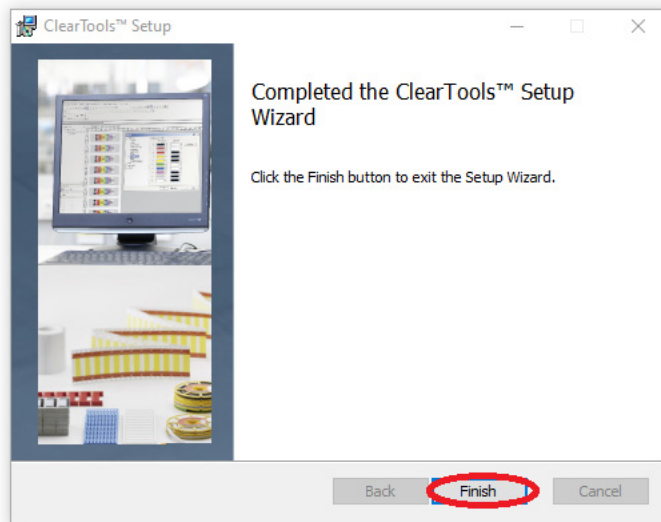 ClearTools™ Setup
Completed the ClearTools™ Setup
Wizard
Click the Finish button to exit the Setup Wizard.
Back Finish Cancel